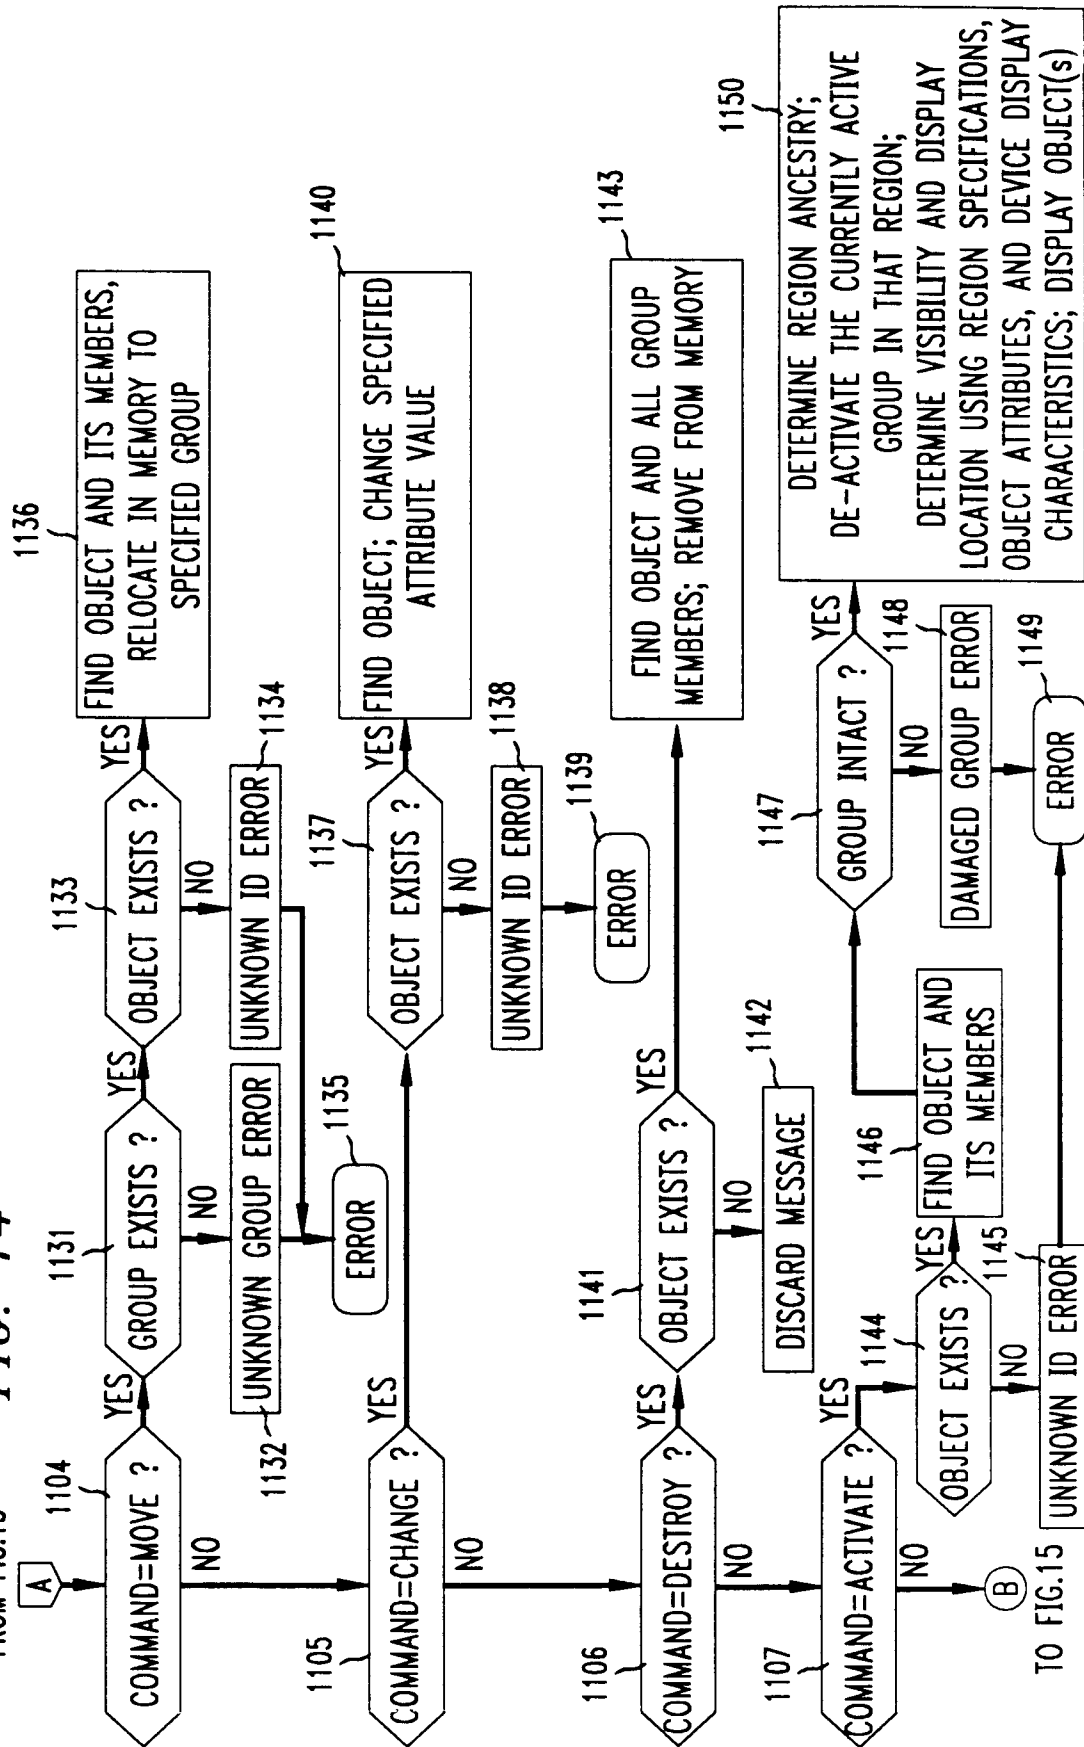 FROM FIG.13
FIG. 14
A
1104
COMMAND=MOVE ?
YES
NO
1131
GROUP EXISTS ?
YES
NO
1132
UNKNOWN GROUP ERROR
1133
OBJECT EXISTS ?
YES
NO
1134
UNKNOWN ID ERROR
1135
ERROR
1136
FIND OBJECT AND ITS MEMBERS,
RELOCATE IN MEMORY TO
SPECIFIED GROUP
1105
COMMAND=CHANGE ?
YES
NO
1137
OBJECT EXISTS ?
YES
NO
1138
UNKNOWN ID ERROR
1139
ERROR
1140
FIND OBJECT; CHANGE SPECIFIED
ATTRIBUTE VALUE
1106
COMMAND=DESTROY ?
YES
NO
1141
OBJECT EXISTS ?
YES
NO
1142
DISCARD MESSAGE
1143
FIND OBJECT AND ALL GROUP
MEMBERS; REMOVE FROM MEMORY
1107
COMMAND=ACTIVATE ?
YES
NO
B
TO FIG.15
1144
OBJECT EXISTS ?
YES
NO
1145
UNKNOWN ID ERROR
1146
FIND OBJECT AND
ITS MEMBERS
1147
GROUP INTACT ?
YES
NO
1148
DAMAGED GROUP ERROR
1149
ERROR
1150
DETERMINE REGION ANCESTRY;
DE-ACTIVATE THE CURRENTLY ACTIVE
GROUP IN THAT REGION;
DETERMINE VISIBILITY AND DISPLAY
LOCATION USING REGION SPECIFICATIONS,
OBJECT ATTRIBUTES, AND DEVICE DISPLAY
CHARACTERISTICS; DISPLAY OBJECT(s)